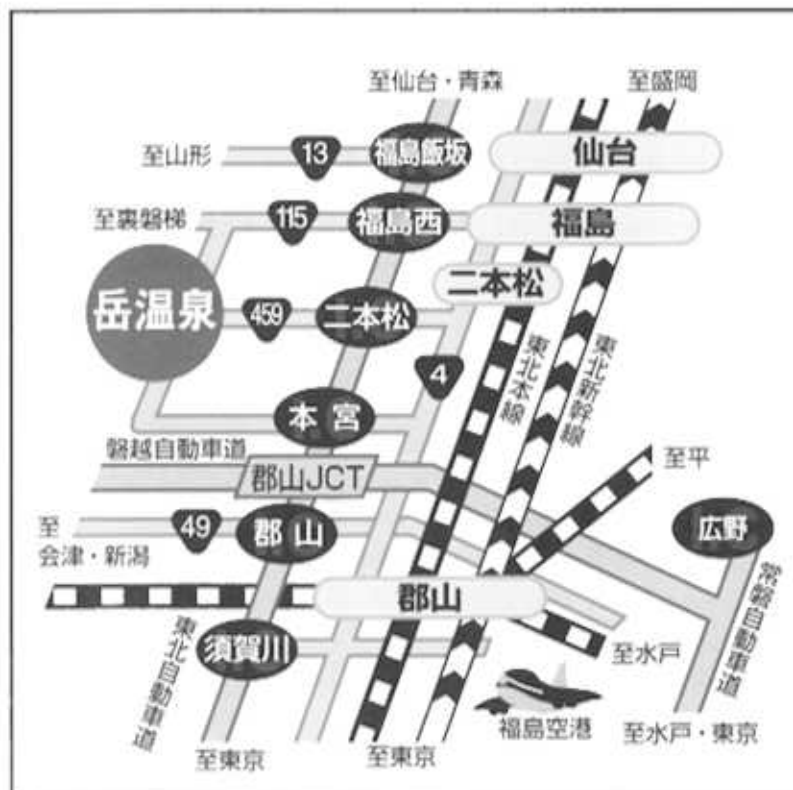 至仙台・青森
至盛岡
至山形
13
福島飯坂
仙台
至裏磐梯
115
福島西
福島
岳温泉
459
二本松
二本松
4
東北本線
東北新幹線
本宮
磐越自動車道
郡山JCT
至平
至
会津・新潟
49
郡山
広野
郡山
常磐自動車道
須賀川
至水戸
東北自動車道
福島空港
至水戸・東京
至東京
至東京